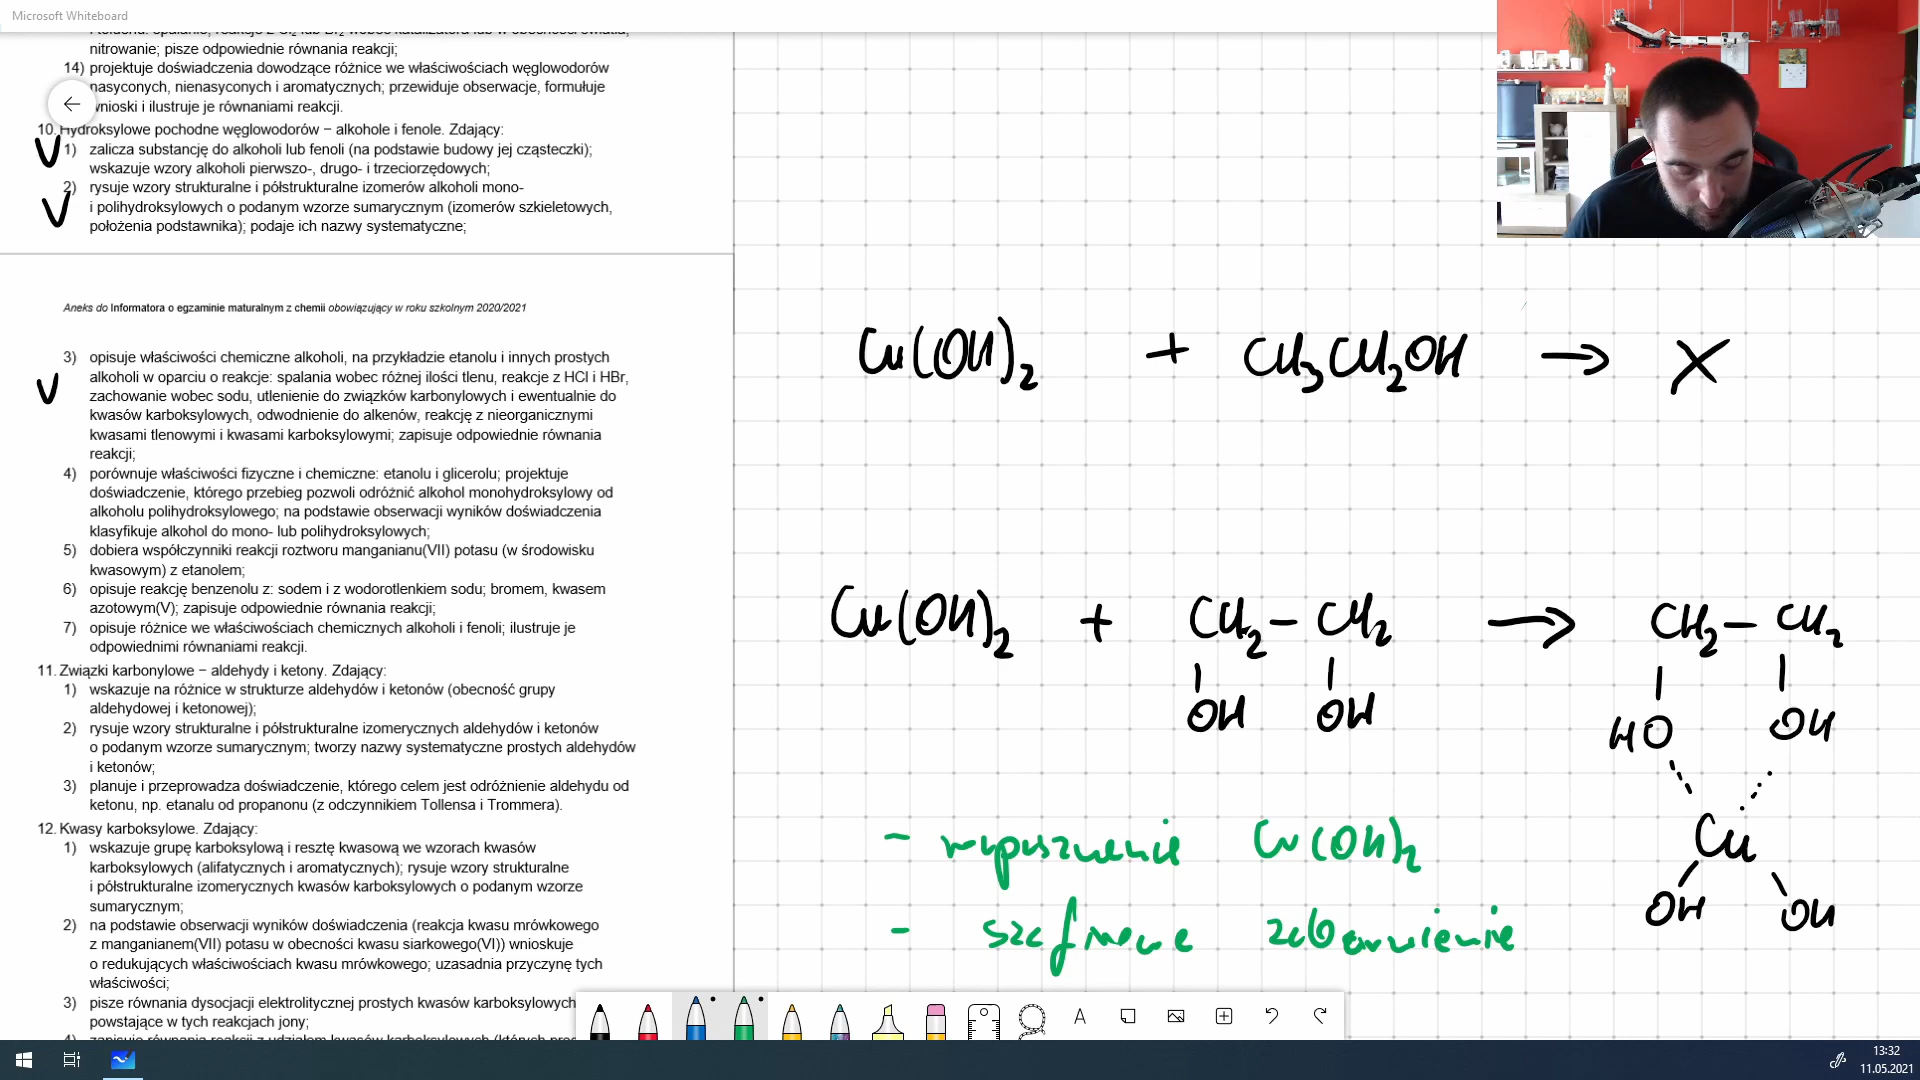 Microsoft Whiteboard
nitrowanie; pisze odpowiednie równania reakcji;
14) projektuje doświadczenia dowodzące różnice we właściwościach węglowodorów
nasyconych, nienasyconych i aromatycznych; przewiduje obserwacje, formułuje
wnioski i ilustruje je równaniami reakcji.
10. Hydroksylowe pochodne węglowodorów − alkohole i fenole. Zdający:
1) zalicza substancję do alkoholi lub fenoli (na podstawie budowy jej cząsteczki);
wskazuje wzory alkoholi pierwszo-, drugo- i trzeciorzędowych;
2) rysuje wzory strukturalne i półstrukturalne izomerów alkoholi mono-
i polihydroksylowych o podanym wzorze sumarycznym (izomerów szkieletowych,
położenia podstawnika); podaje ich nazwy systematyczne;
Aneks do Informatora o egzaminie maturalnym z chemii obowiązujący w roku szkolnym 2020/2021
3) opisuje właściwości chemiczne alkoholi, na przykładzie etanolu i innych prostych
alkoholi w oparciu o reakcje: spalania wobec różnej ilości tlenu, reakcje z HCl i HBr,
zachowanie wobec sodu, utlenienie do związków karbonylowych i ewentualnie do
kwasów karboksylowych, odwodnienie do alkenów, reakcję z nieorganicznymi
kwasami tlenowymi i kwasami karboksylowymi; zapisuje odpowiednie równania
reakcji;
4) porównuje właściwości fizyczne i chemiczne: etanolu i glicerolu; projektuje
doświadczenie, którego przebieg pozwoli odróżnić alkohol monohydroksylowy od
alkoholu polihydroksylowego; na podstawie obserwacji wyników doświadczenia
klasyfikuje alkohol do mono- lub polihydroksylowych;
5) dobiera współczynniki reakcji roztworu manganianu(VII) potasu (w środowisku
kwasowym) z etanolem;
6) opisuje reakcję benzenolu z: sodem i z wodorotlenkiem sodu; bromem, kwasem
azotowym(V); zapisuje odpowiednie równania reakcji;
7) opisuje różnice we właściwościach chemicznych alkoholi i fenoli; ilustruje je
odpowiednimi równaniami reakcji.
11. Związki karbonylowe − aldehydy i ketony. Zdający:
1) wskazuje na różnice w strukturze aldehydów i ketonów (obecność grupy
aldehydowej i ketonowej);
2) rysuje wzory strukturalne i półstrukturalne izomerycznych aldehydów i ketonów
o podanym wzorze sumarycznym; tworzy nazwy systematyczne prostych aldehydów
i ketonów;
3) planuje i przeprowadza doświadczenie, którego celem jest odróżnienie aldehydu od
ketonu, np. etanalu od propanonu (z odczynnikiem Tollensa i Trommera).
12. Kwasy karboksylowe. Zdający:
1) wskazuje grupę karboksylową i resztę kwasową we wzorach kwasów
karboksylowych (alifatycznych i aromatycznych); rysuje wzory strukturalne
i półstrukturalne izomerycznych kwasów karboksylowych o podanym wzorze
sumarycznym;
2) na podstawie obserwacji wyników doświadczenia (reakcja kwasu mrówkowego
z manganianem(VII) potasu w obecności kwasu siarkowego(VI)) wnioskuje
o redukujących właściwościach kwasu mrówkowego; uzasadnia przyczynę tych
właściwości;
3) pisze równania dysocjacji elektrolitycznej prostych kwasów karboksylowych
powstające w tych reakcjach jony;
Cu(OH)2 + CH3CH2OH → X
Cu(OH)2 + CH2 – CH2 → CH2 – CH2
OH OH HO OH
Cu
OH OH
- roztworzenie Cu(OH)2
- szafirowe zabarwienie
13:32
11.05.2021